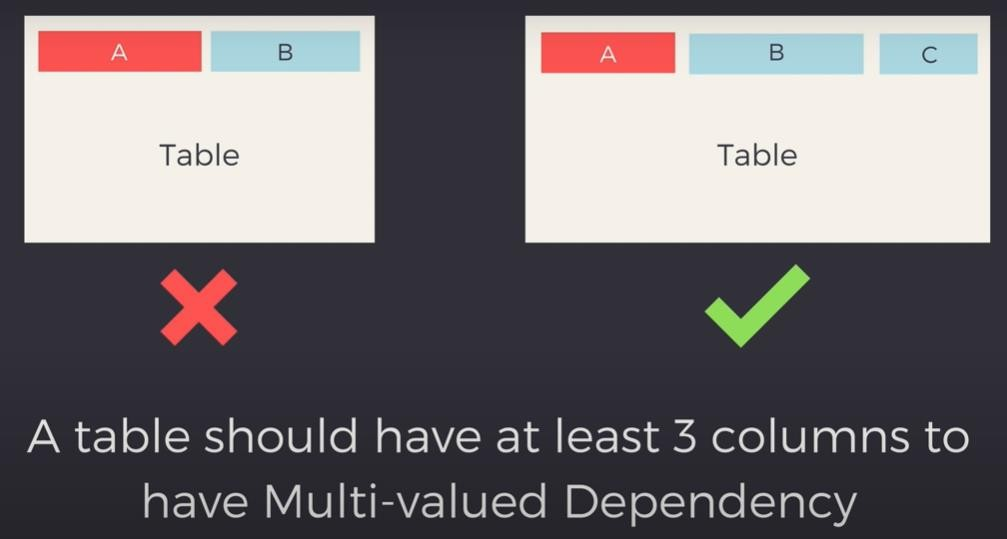 A B
Table
A B C
Table
A table should have at least 3 columns to
have Multi-valued Dependency